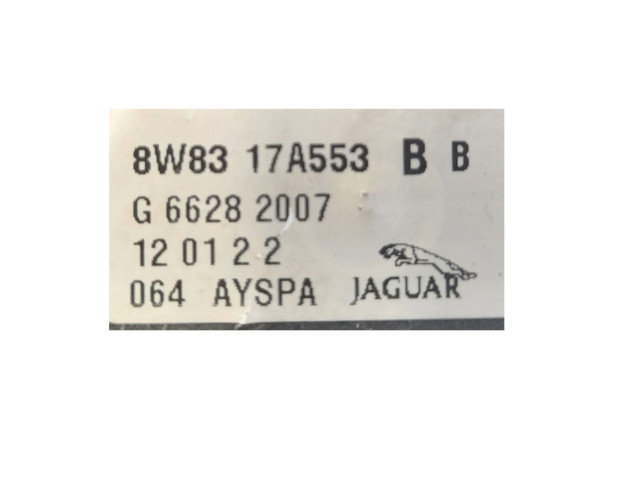 8W83 17A553 B B
G 6628 2007
12 01 2 2
064 AYSPA JAGUAR